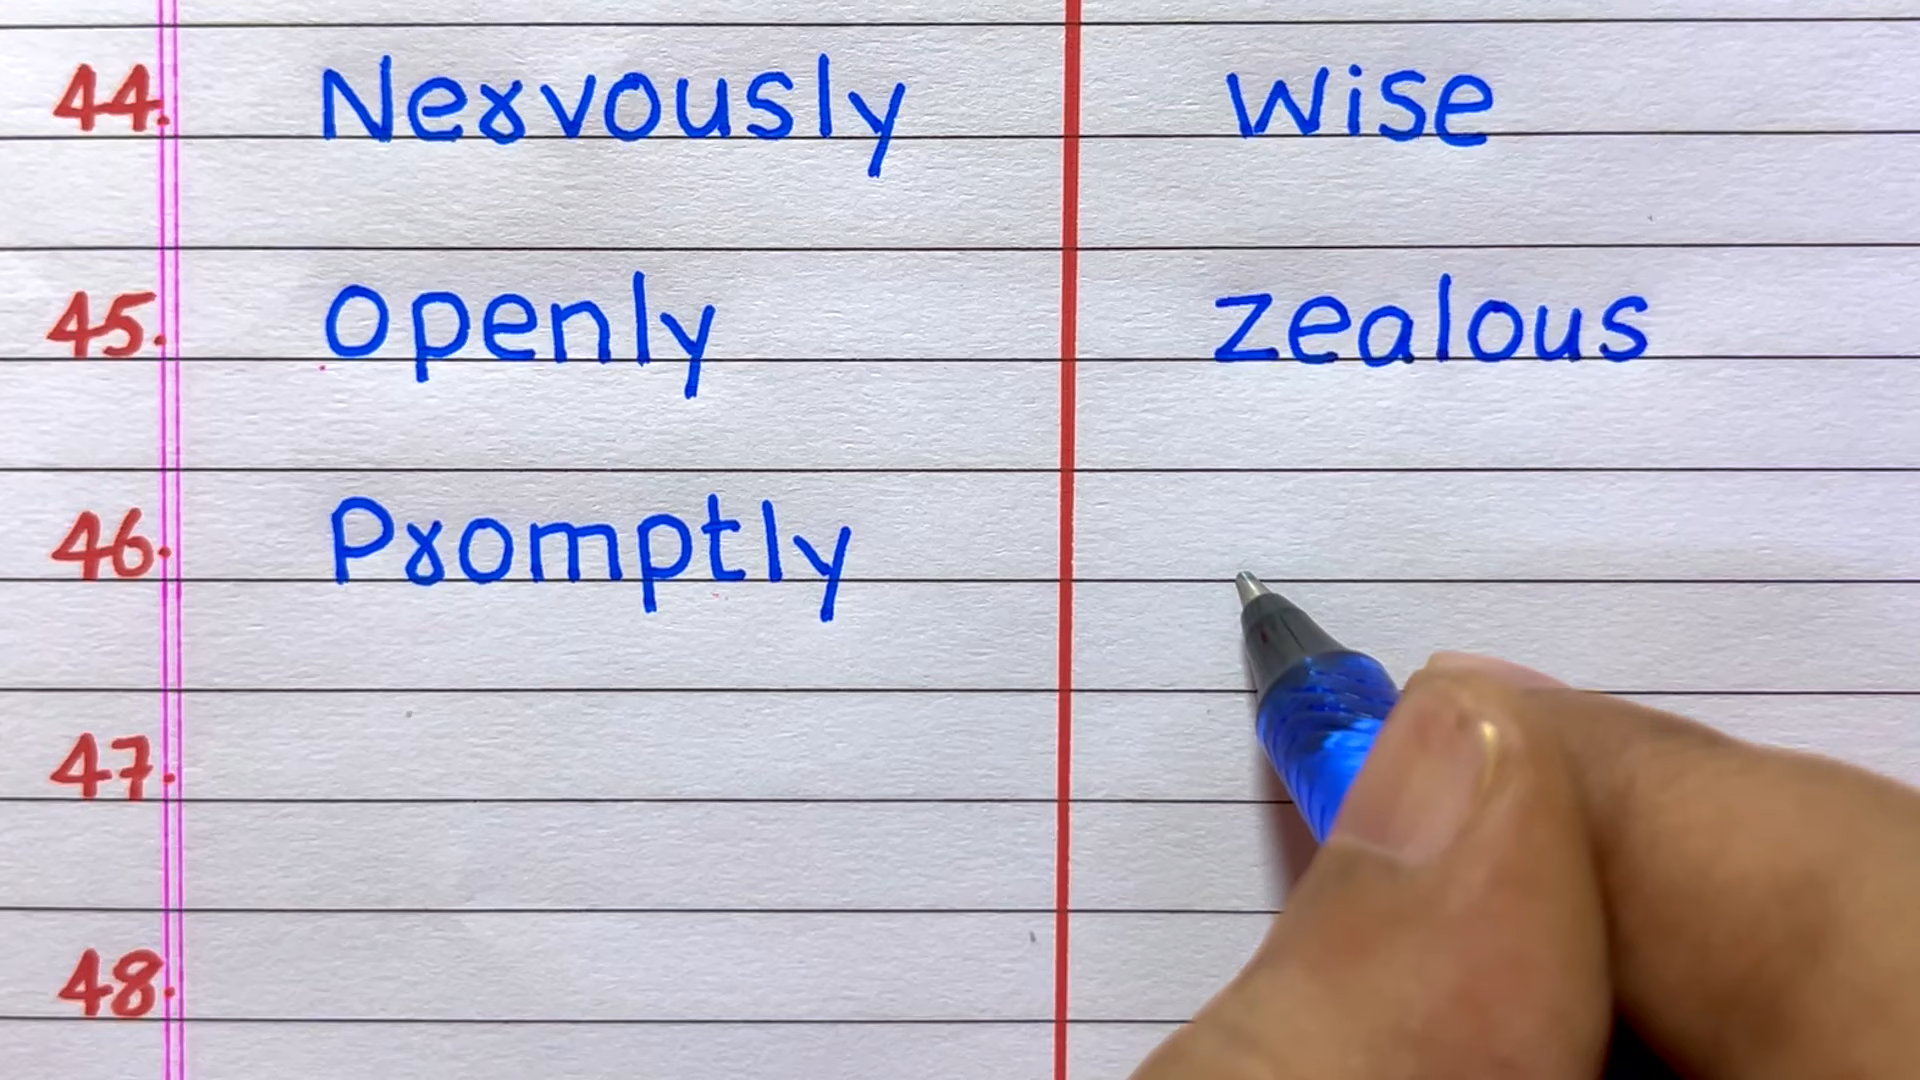 44. Nervously Wise
45. openly zealous
46. Promptly
47.
48.